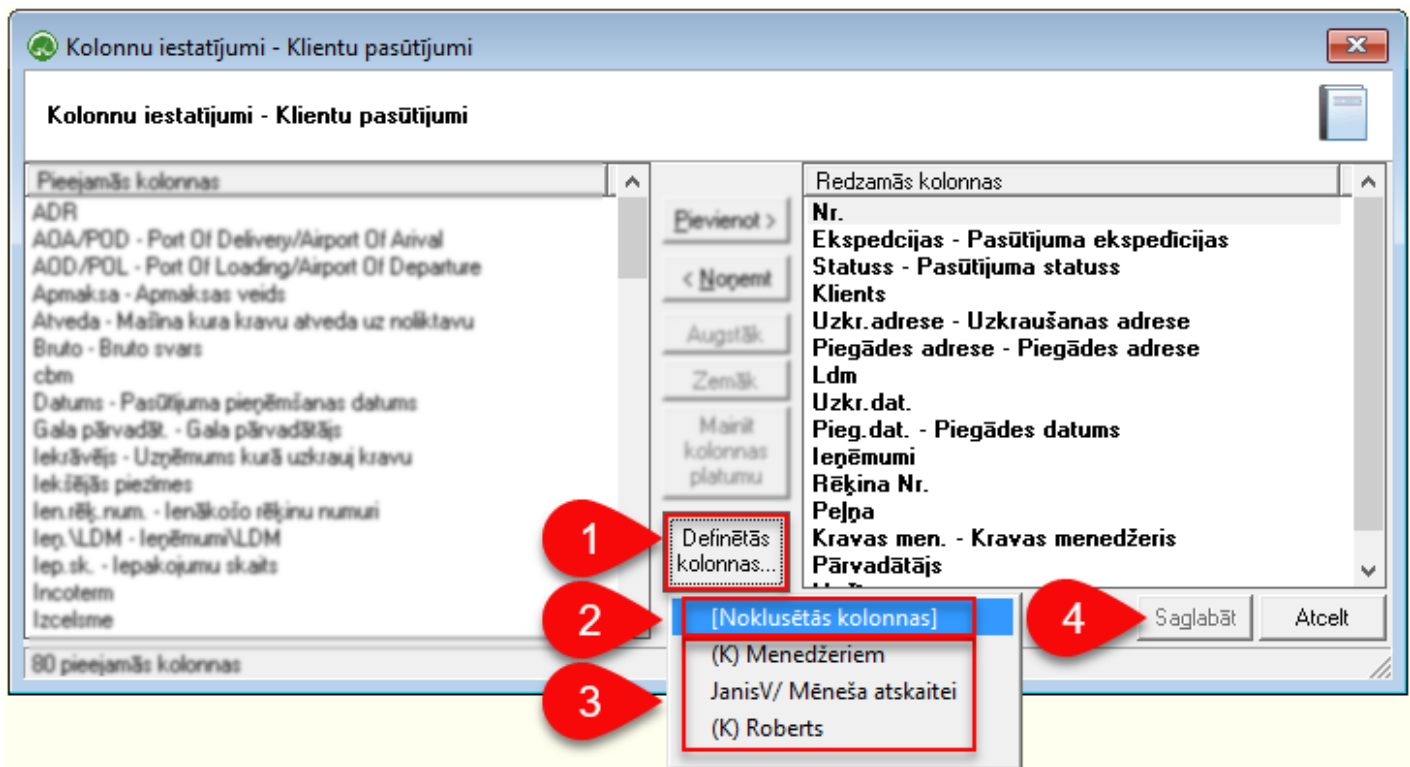 Kolonnu iestatījumi - Klientu pasūtījumi
Kolonnu iestatījumi - Klientu pasūtījumi
Pieejamās kolonnas
ADR
AOA/POD - Port Of Delivery/Airport Of Arival
AOD/POL - Port Of Loading/Airport Of Departure
Apmaksa - Apmaksas veids
Atveda - Mašīna kura kravu atveda uz noliktavu
Bruto - Bruto svars
cbm
Datums - Pasūtījuma pieņēmšanas datums
Gala pārvadāt. - Gala pārvadātājs
Iekrāvējs - Uzņēmums kurā uzkrauj kravu
Iekšējās piezīmes
Ien.rēķ.num. - Ienākošo rēķinu numuri
Ieņ.\LDM - Ieņēmumi\LDM
Iep.sk. - Iepakojumu skaits
Incoterm
Izcelsme
80 pieejamās kolonnas
Pievienot >
< Noņemt
Augstāk
Zemāk
Mainīt
kolonnas
platumu
1
Definētās
kolonnas...
Redzamās kolonnas
Nr.
Ekspedcijas - Pasūtījuma ekspedīcijas
Statuss - Pasūtījuma statuss
Klients
Uzkr.adrese - Uzkraušanas adrese
Piegādes adrese - Piegādes adrese
Ldm
Uzkr.dat.
Pieg.dat. - Piegādes datums
Ieņēmumi
Rēķina Nr.
Peļņa
Kravas men. - Kravas menedžeris
Pārvadātājs
2
[Noklusētās kolonnas]
3
(K) Menedžeriem
JanisV/ Mēneša atskaitei
(K) Roberts
4
Saglabāt
Atcelt